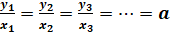 y₁/x₁ = y₂/x₂ = y₃/x₃ = ⋯ = a